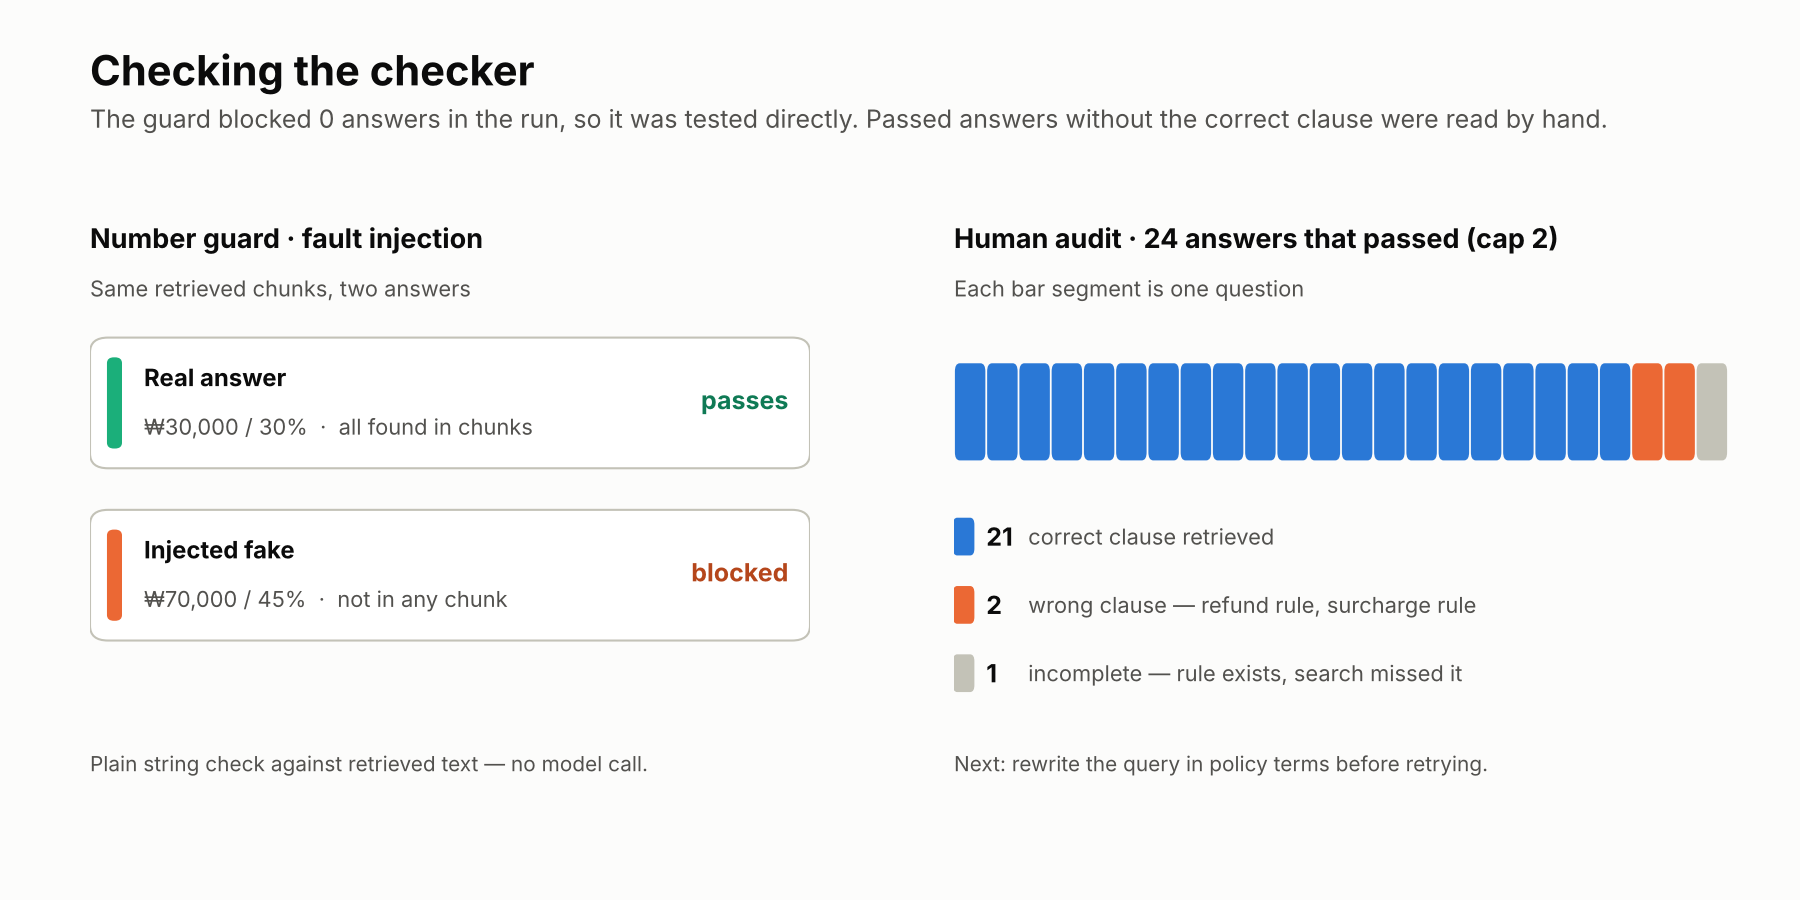 Checking the checker
The guard blocked 0 answers in the run, so it was tested directly. Passed answers without the correct clause were read by hand.
Number guard · fault injection
Same retrieved chunks, two answers
Real answer
₩30,000 / 30% · all found in chunks
passes
Injected fake
₩70,000 / 45% · not in any chunk
blocked
Plain string check against retrieved text — no model call.
Human audit · 24 answers that passed (cap 2)
Each bar segment is one question
21 correct clause retrieved
2 wrong clause — refund rule, surcharge rule
1 incomplete — rule exists, search missed it
Next: rewrite the query in policy terms before retrying.